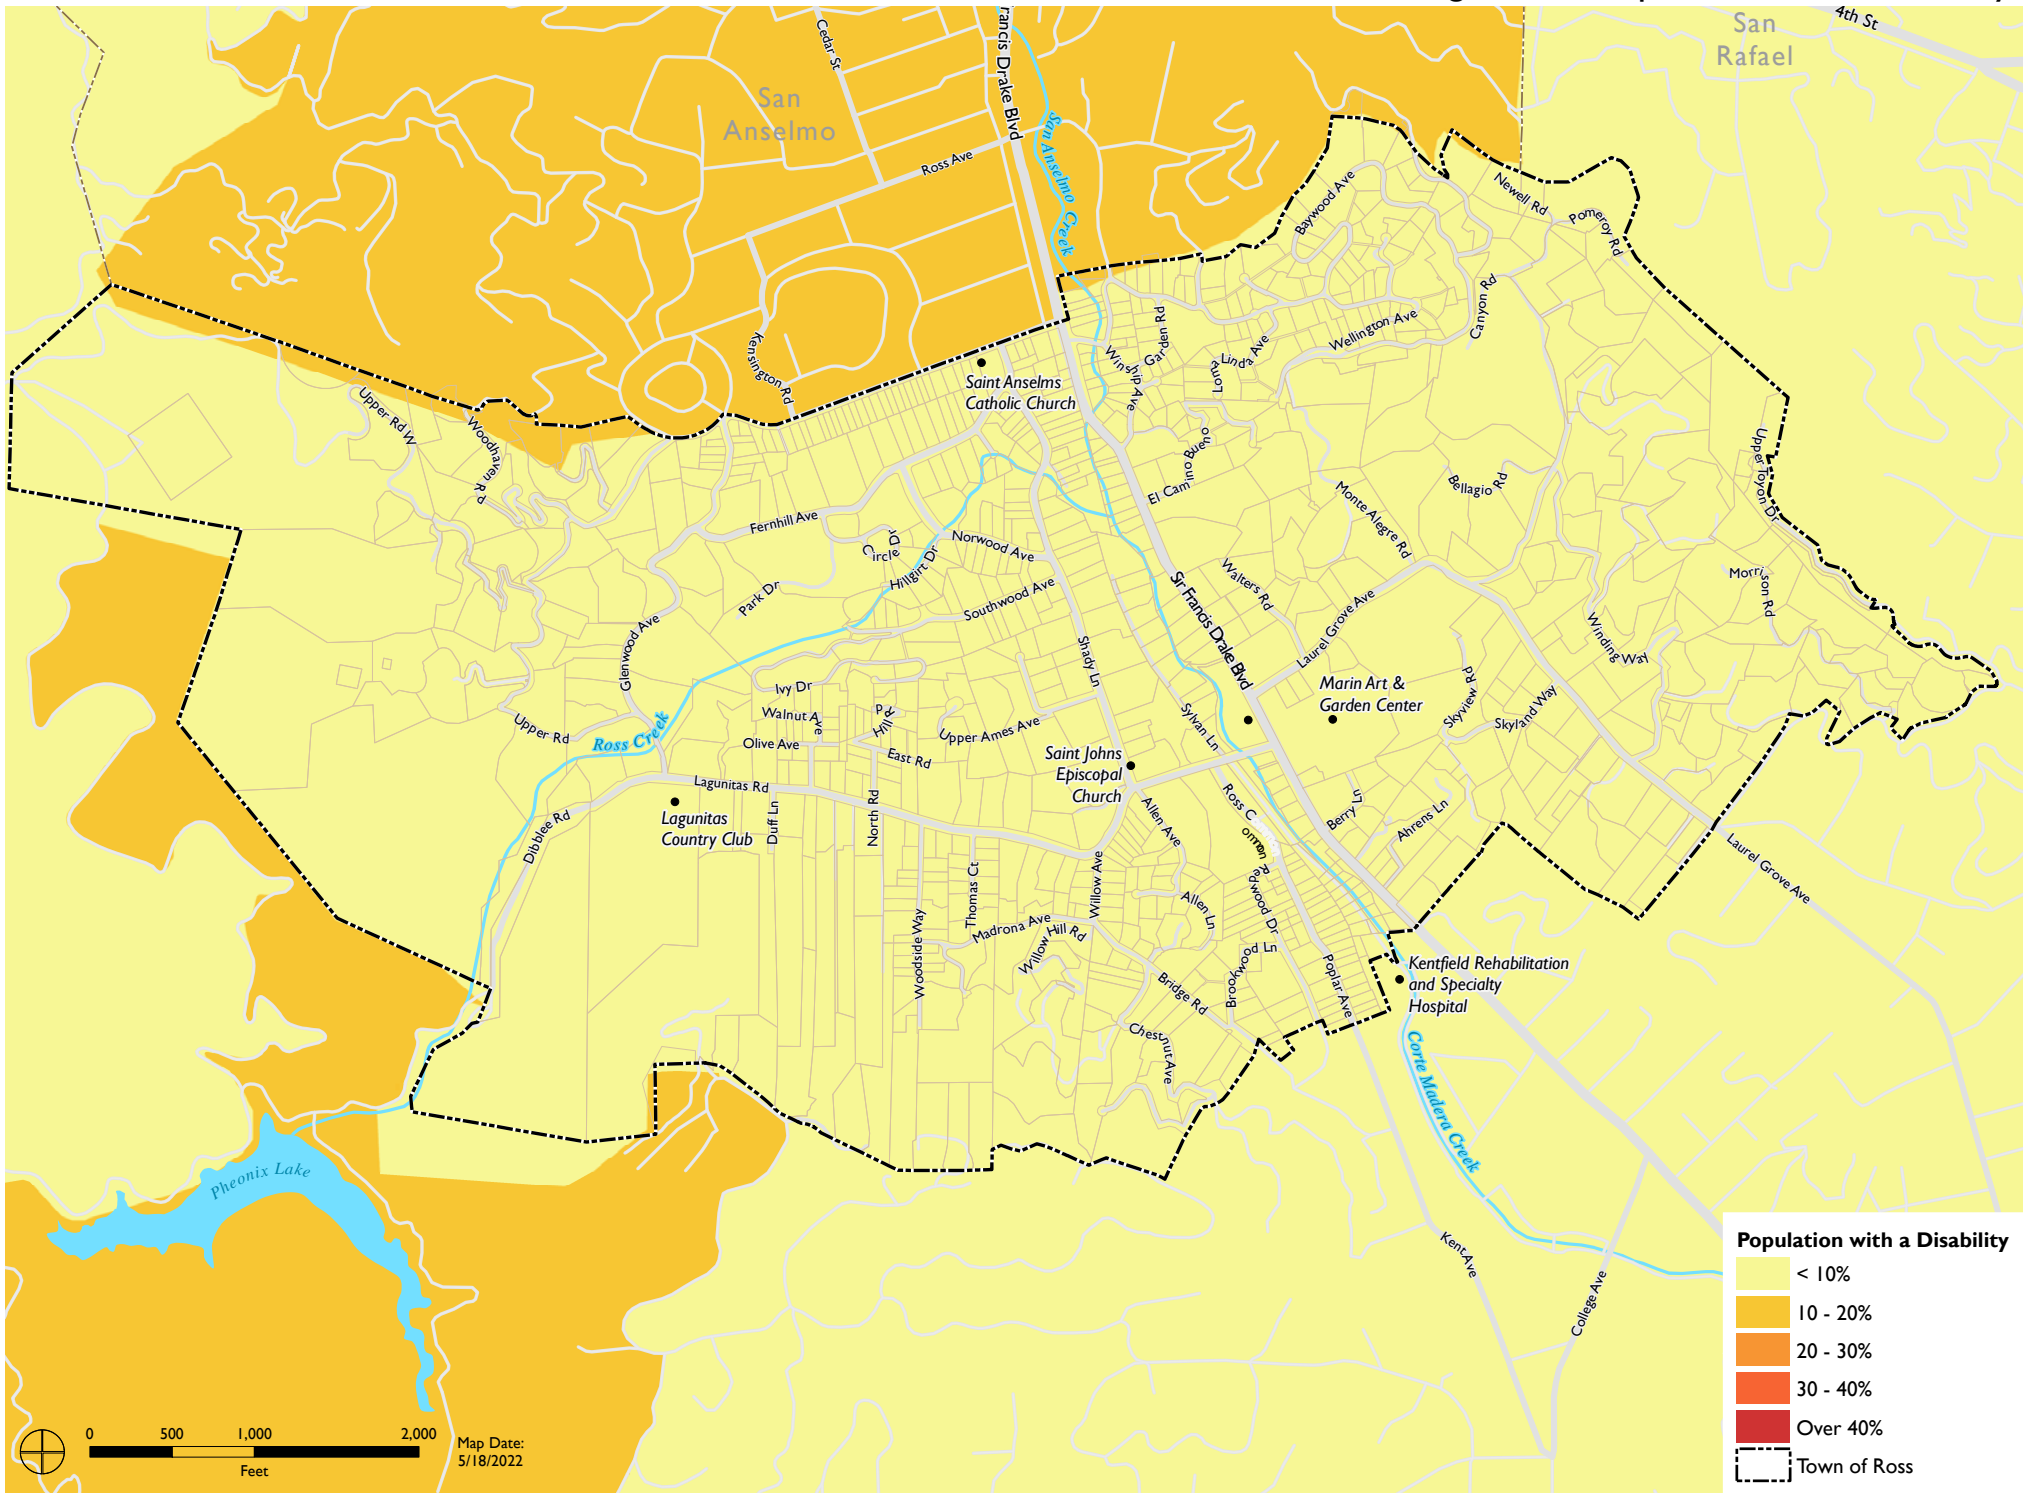 San
Rafael
4th St
Cedar St
rancis Drake Blvd
San
Anselmo
San Anselmo Creek
Ross Ave
Baywood Ave
Newell Rd
Pomeroy Rd
Canyon Rd
Kensington Rd
Garden Rd
Winship Ave
Loma
Linda Ave
Wellington Ave
Saint Anselms
Catholic Church
Upper Rd W
Woodhaven Rd
El Camino Bueno
Bellagio Rd
Monte Alegre Rd
Upper Toyon Dr
Fernhill Ave
Circle Dr
Norwood Ave
Hillgirt Dr
Park Dr
Southwood Ave
Sir Francis Drake Blvd
Walters Rd
Laurel Grove Ave
Morrison Rd
Winding Way
Glenwood Ave
Shady Ln
Ivy Dr
Walnut Ave
Hill Rd
Upper Ames Ave
Olive Ave
East Rd
Upper Rd
Ross Creek
Sylvan Ln
Marin Art &
Garden Center
Skyview Rd
Skyland Way
Saint Johns
Episcopal
Church
Lagunitas Rd
Lagunitas
Country Club
Duff Ln
North Rd
Dibblee Rd
Allen Ave
Ross Common
Berry Ln
Ahrens Ln
Laurel Grove Ave
Redwood Dr
Thomas Ct
Willow Ave
Allen Ln
Woodside Way
Madrona Ave
Willow Hill Rd
Brookwood Ln
Poplar Ave
Bridge Rd
Chestnut Ave
Kentfield Rehabilitation
and Specialty
Hospital
Corte Madera Creek
Pheonix Lake
Kent Ave
College Ave
Population with a Disability
< 10%
10 - 20%
20 - 30%
30 - 40%
Over 40%
Town of Ross
0 500 1,000 2,000
Feet
Map Date:
5/18/2022